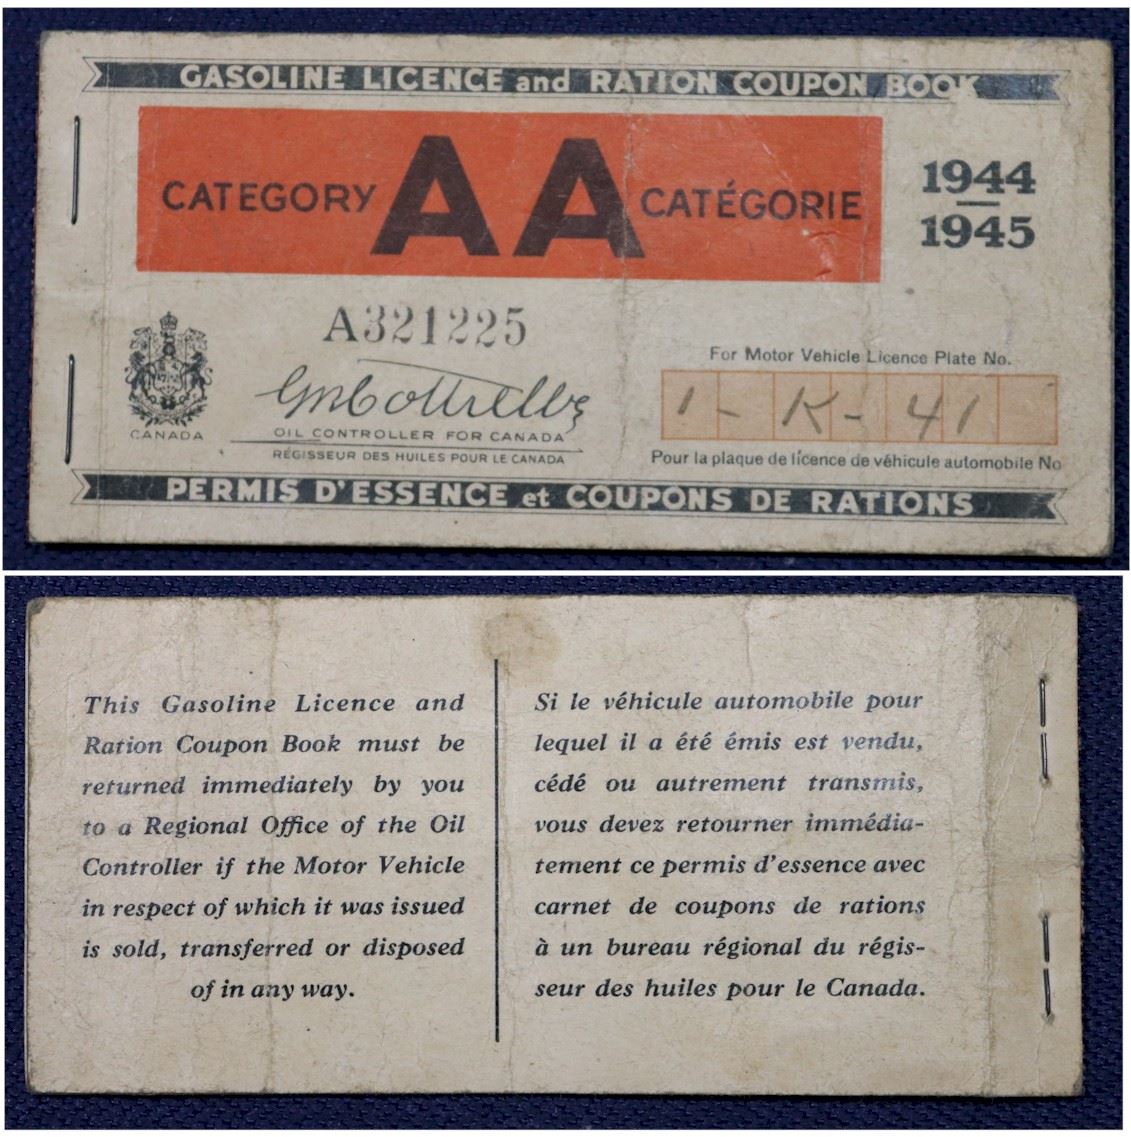 GASOLINE LICENCE and RATION COUPON BOOK
CATEGORY AA CATÉGORIE
1944
1945
A321225
CANADA
OIL CONTROLLER FOR CANADA
RÉGISSEUR DES HUILES POUR LE CANADA
For Motor Vehicle Licence Plate No.
1 - K - 41
Pour la plaque de licence de véhicule automobile No
PERMIS D'ESSENCE et COUPONS DE RATIONS
This Gasoline Licence and
Ration Coupon Book must be
returned immediately by you
to a Regional Office of the Oil
Controller if the Motor Vehicle
in respect of which it was issued
is sold, transferred or disposed
of in any way.
Si le véhicule automobile pour
lequel il a été émis est vendu,
cédé ou autrement transmis,
vous devez retourner immédia-
tement ce permis d'essence avec
carnet de coupons de rations
à un bureau régional du régis-
seur des huiles pour le Canada.